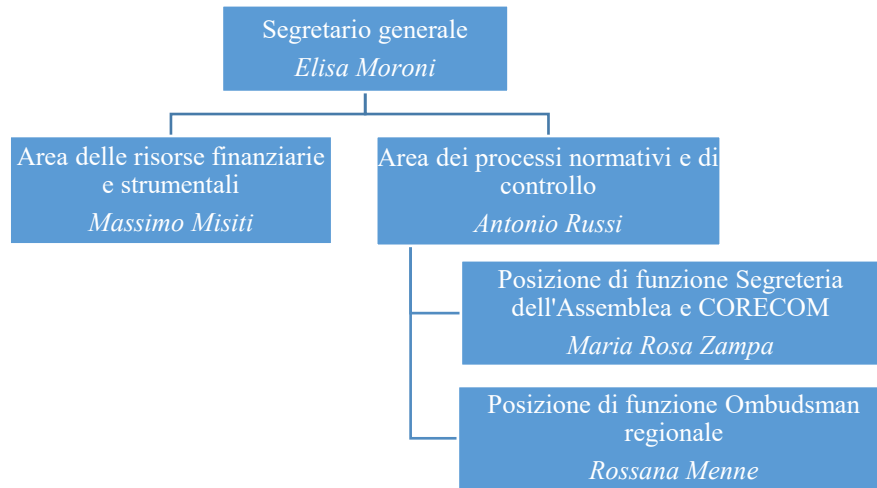 Segretario generale
Elisa Moroni
Area delle risorse finanziarie
e strumentali
Massimo Misiti
Area dei processi normativi e di
controllo
Antonio Russi
Posizione di funzione Segreteria
dell'Assemblea e CORECOM
Maria Rosa Zampa
Posizione di funzione Ombudsman
regionale
Rossana Menne